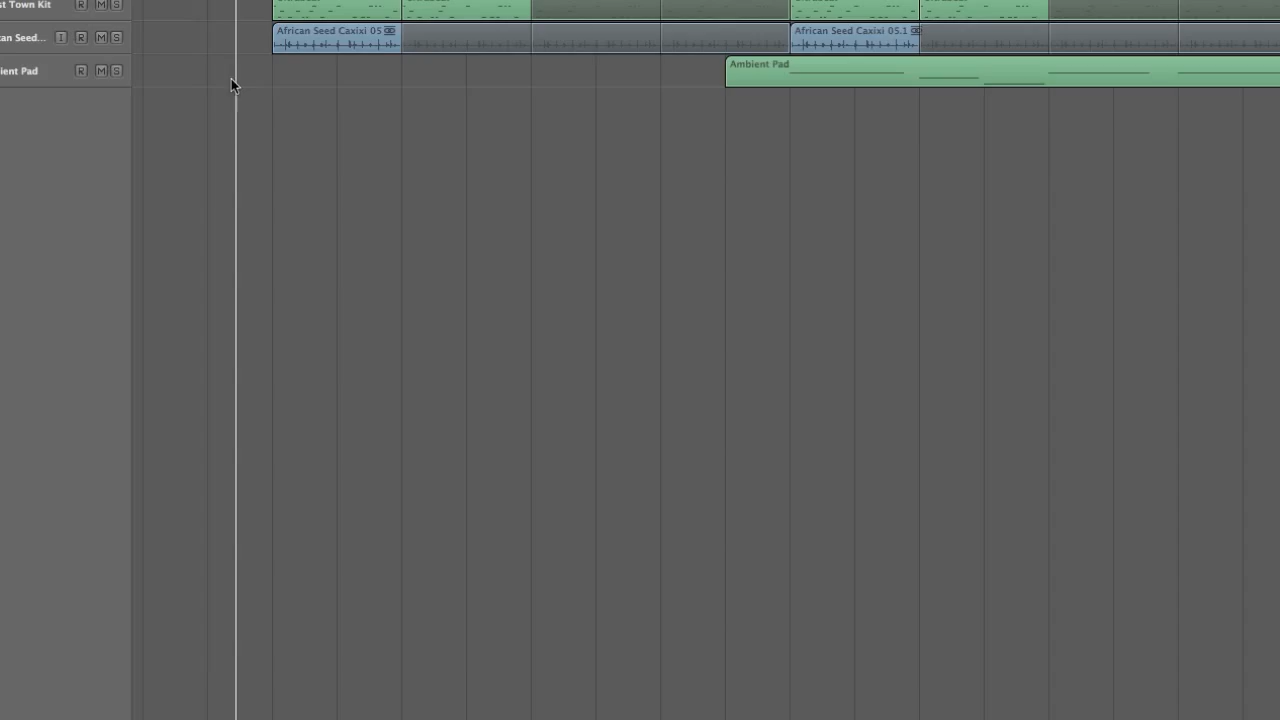 st Town Kit R M S
an Seed... I R M S
African Seed Caxixi 05
African Seed Caxixi 05.1
ient Pad R M S
Ambient Pad